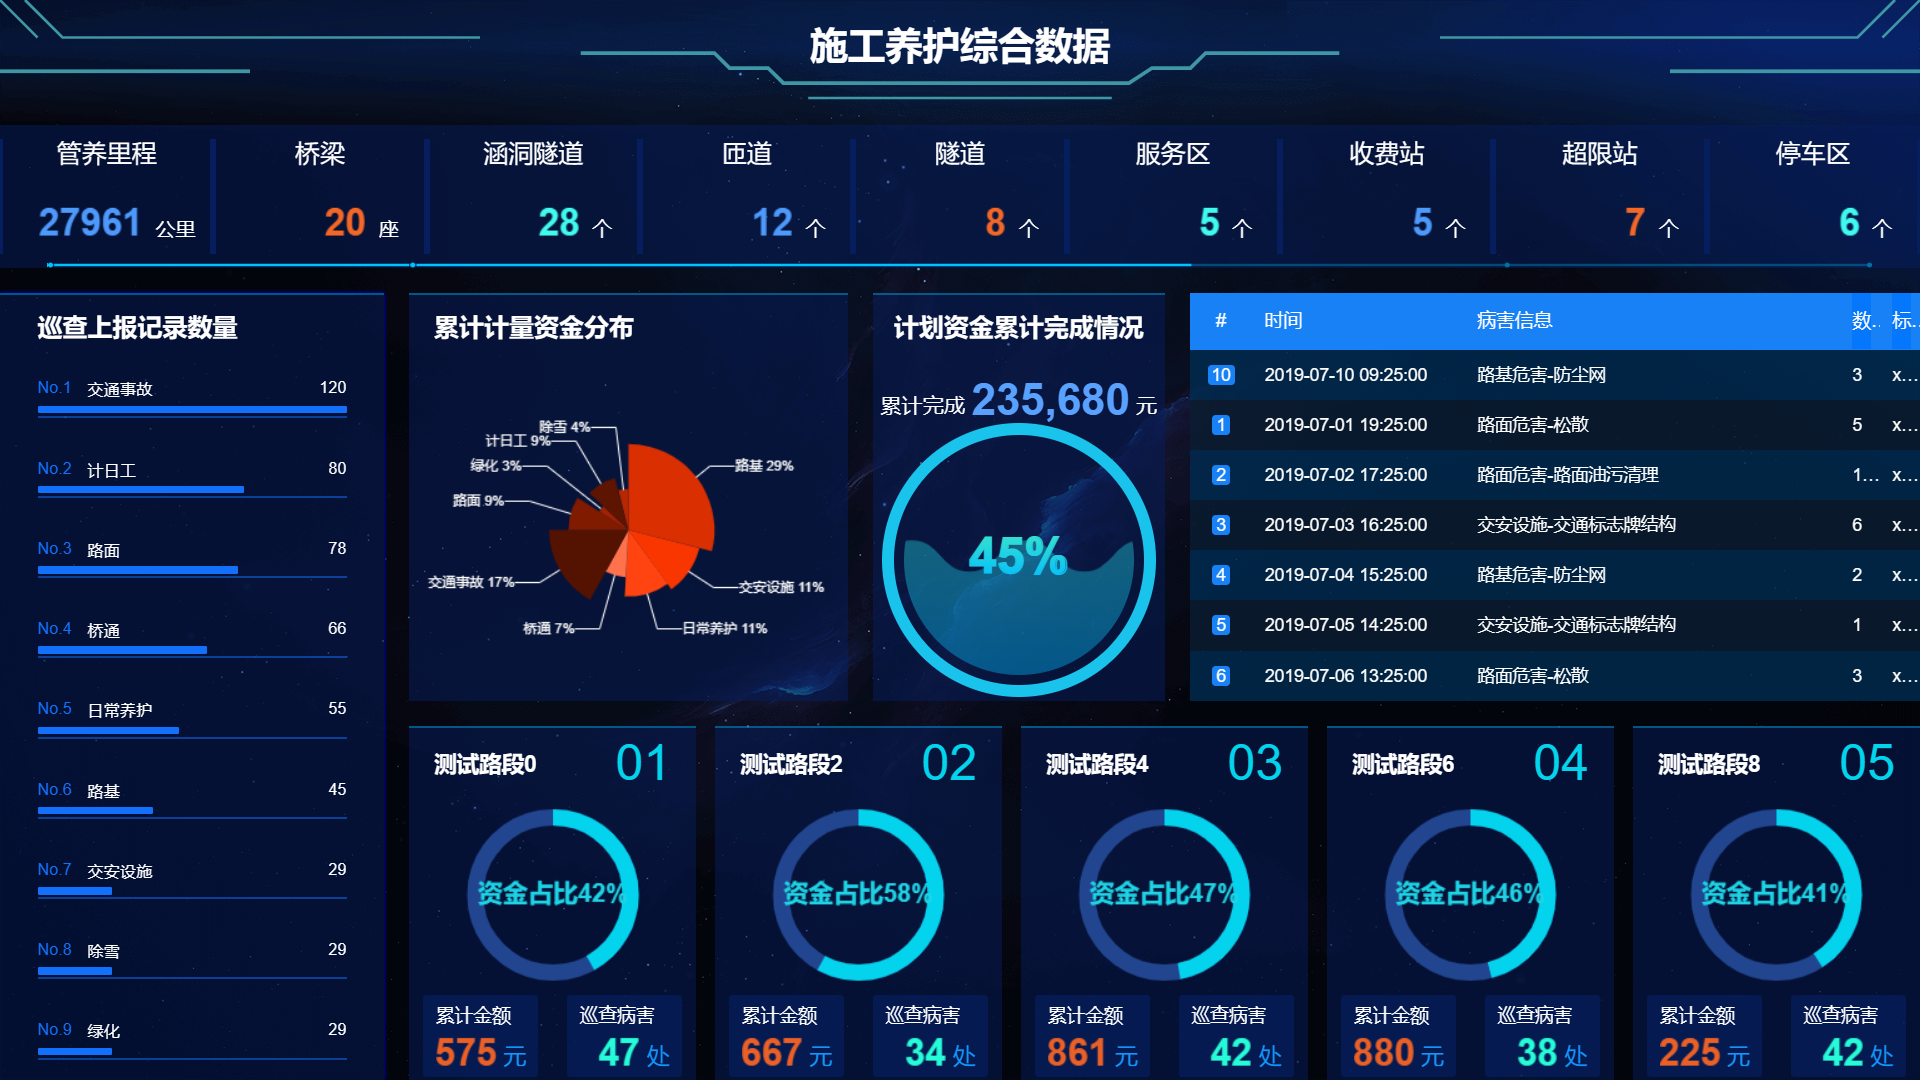 施工养护综合数据
管养里程 桥梁 涵洞隧道 匝道 隧道 服务区 收费站 超限站 停车区
27961 公里 20 座 28 个 12 个 8 个 5 个 5 个 7 个 6 个
巡查上报记录数量
No.1 交通事故 120
No.2 计日工 80
No.3 路面 78
No.4 桥通 66
No.5 日常养护 55
No.6 路基 45
No.7 交安设施 29
No.8 除雪 29
No.9 绿化 29
累计计量资金分布
除雪 4%
计日工 9%
绿化 3%
路基 29%
路面 9%
交通事故 17%
交安设施 11%
桥通 7%
日常养护 11%
计划资金累计完成情况
累计完成 235,680 元
45%
# 时间 病害信息 数.. 标..
10 2019-07-10 09:25:00 路基危害-防尘网 3 x...
1 2019-07-01 19:25:00 路面危害-松散 5 x...
2 2019-07-02 17:25:00 路面危害-路面油污清理 1... x...
3 2019-07-03 16:25:00 交安设施-交通标志牌结构 6 x...
4 2019-07-04 15:25:00 路基危害-防尘网 2 x...
5 2019-07-05 14:25:00 交安设施-交通标志牌结构 1 x...
6 2019-07-06 13:25:00 路面危害-松散 3 x...
测试路段0 01
资金占比42%
累计金额 巡查病害
575 元 47 处
测试路段2 02
资金占比58%
累计金额 巡查病害
667 元 34 处
测试路段4 03
资金占比47%
累计金额 巡查病害
861 元 42 处
测试路段6 04
资金占比46%
累计金额 巡查病害
880 元 38 处
测试路段8 05
资金占比41%
累计金额 巡查病害
225 元 42 处